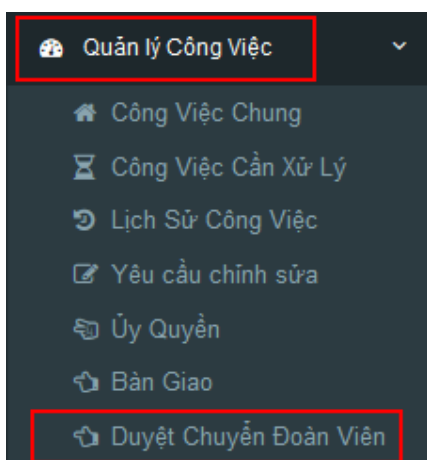 Quản lý Công Việc
Công Việc Chung
Công Việc Cần Xử Lý
Lịch Sử Công Việc
Yêu cầu chỉnh sửa
Ủy Quyền
Bàn Giao
Duyệt Chuyển Đoàn Viên